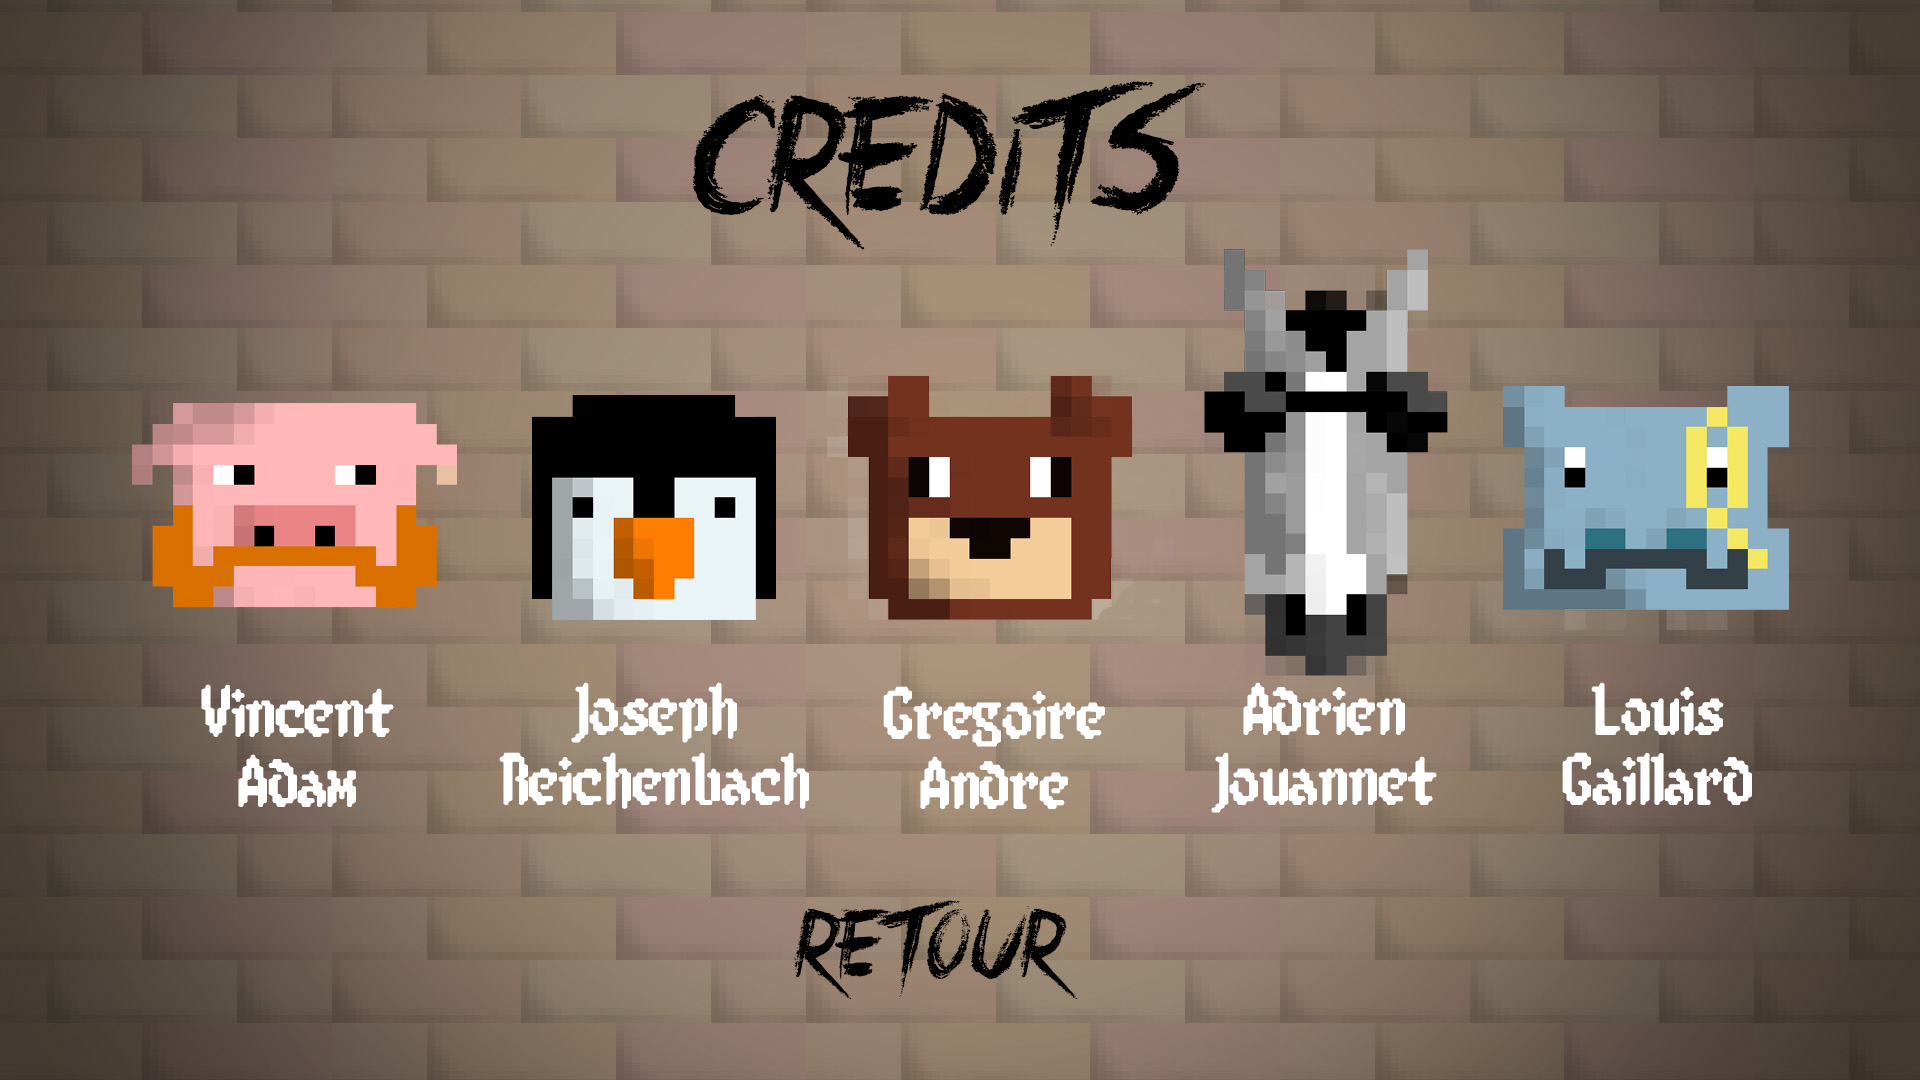 CREDITS
Vincent Adam
Joseph Reichenbach
Gregoire Andre
Adrien Jouannet
Louis Gaillard
RETOUR